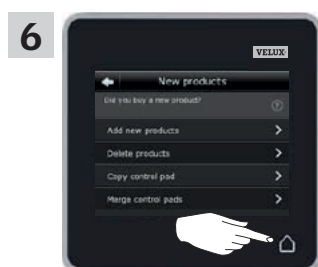 6
VELUX
New products
Did you buy a new product?
Add new products
Delete products
Copy control pad
Merge control pads